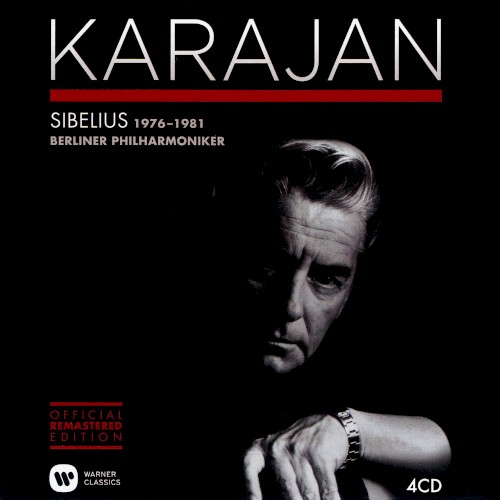 KARAJAN
SIBELIUS 1976–1981
BERLINER PHILHARMONIKER
OFFICIAL
REMASTERED
EDITION
WARNER
CLASSICS
4CD